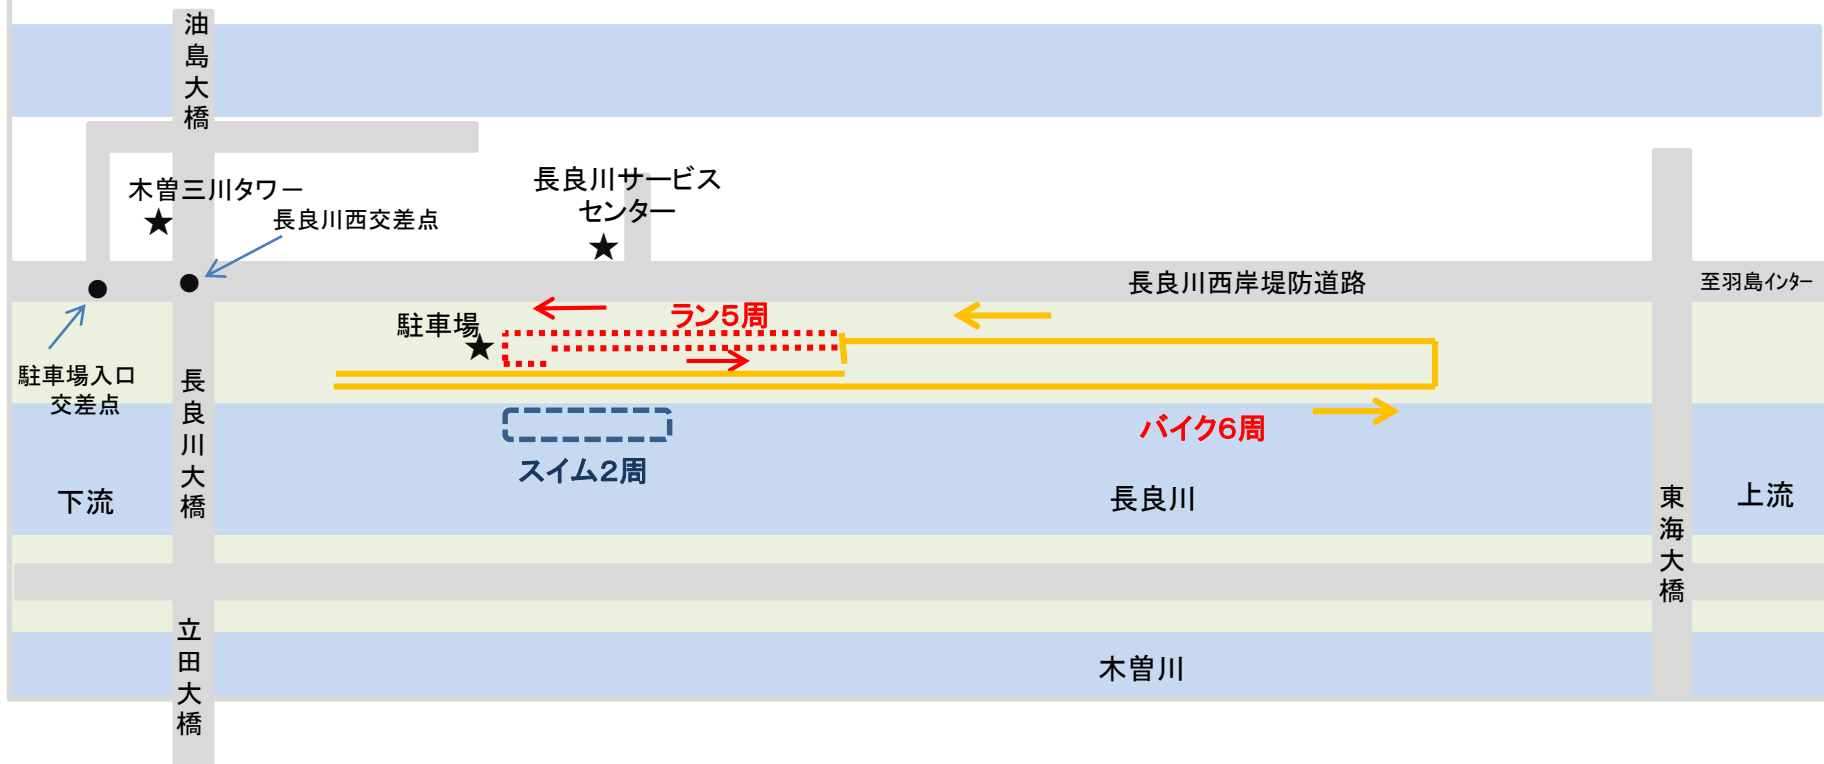 油島大橋
木曽三川タワー
長良川西交差点
長良川サービス
センター
長良川西岸堤防道路
至羽島インター
駐車場
ラン5周
駐車場入口
交差点
長良川大橋
バイク6周
スイム2周
下流
長良川
東海大橋
上流
立田大橋
木曽川